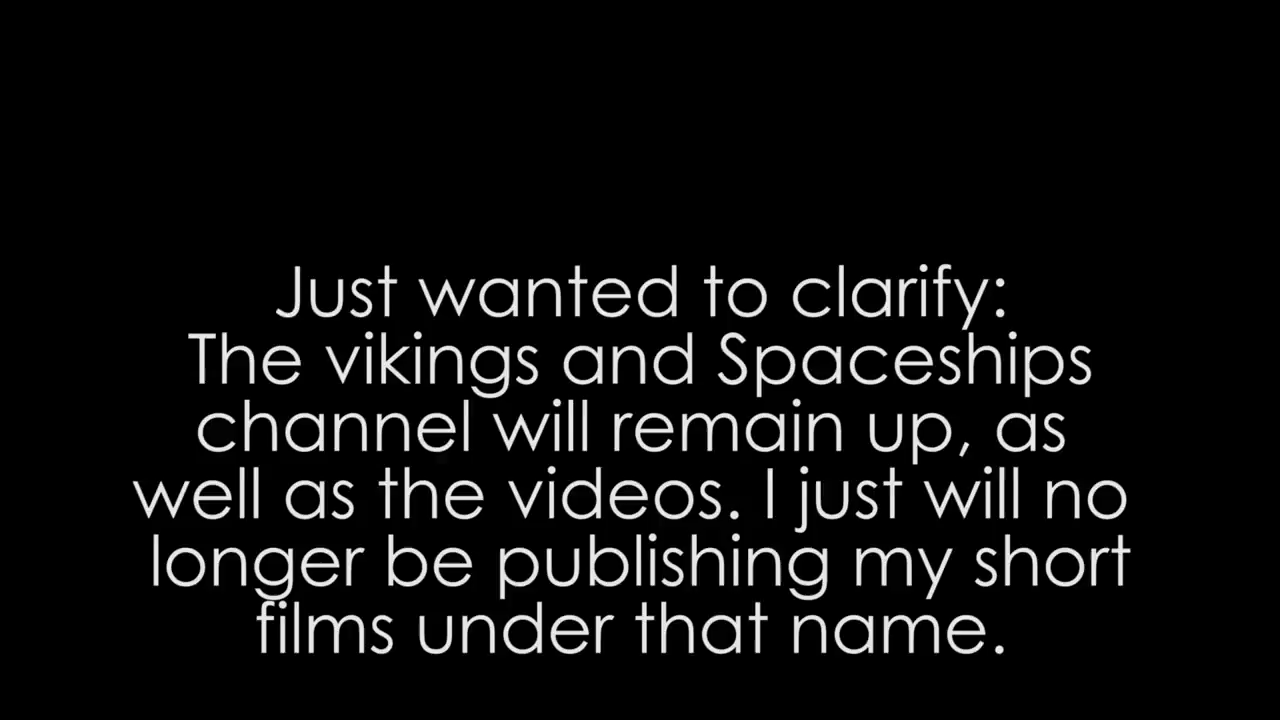 Just wanted to clarify:
The vikings and Spaceships
channel will remain up, as
well as the videos. I just will no
longer be publishing my short
films under that name.